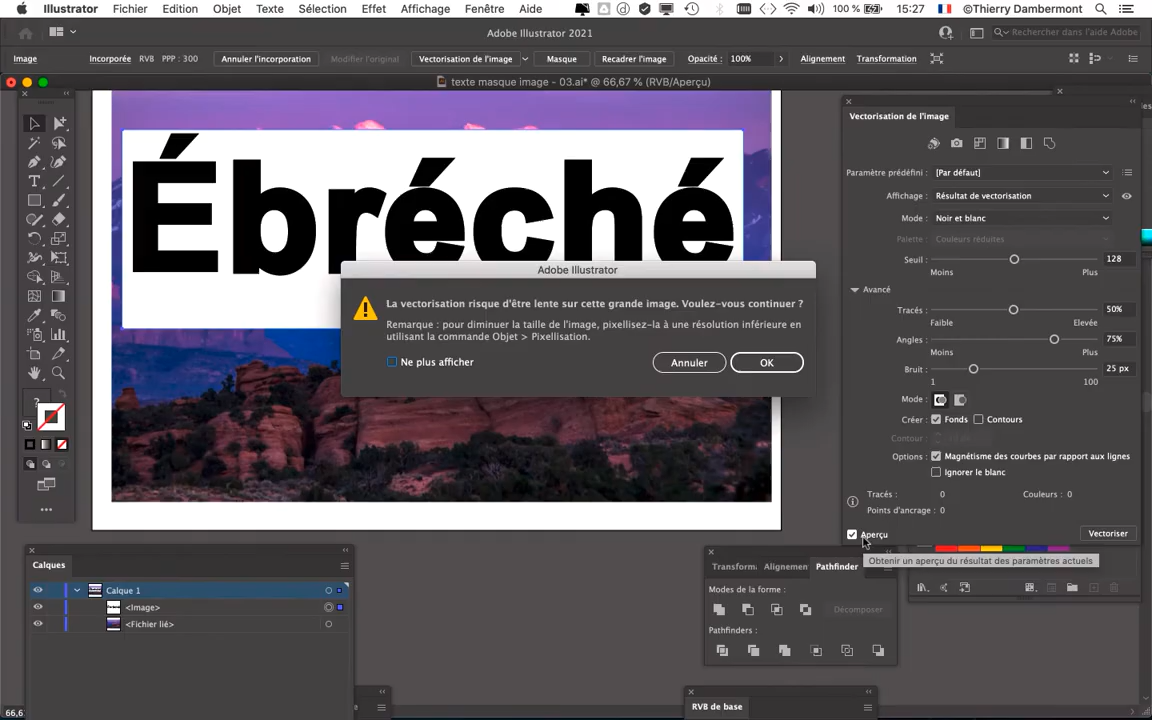 Illustrator Fichier Edition Objet Texte Sélection Effet Affichage Fenêtre Aide 100 % 15:27 ©Thierry Dambermont
Adobe Illustrator 2021
Rechercher dans l'aide Adobe
Image Incorporée RVB PPP : 300 Annuler l'incorporation Modifier l'original Vectorisation de l'image Masque Recadrer l'image Opacité : 100% Alignement Transformation
texte masque image - 03.ai* @ 66,67 % (RVB/Aperçu)
Ébréché
Vectorisation de l'image
Paramètre prédéfini : [Par défaut]
Affichage : Résultat de vectorisation
Mode : Noir et blanc
Palette : Couleurs réduites
Seuil : 128
Moins Plus
Avancé
Tracés : 50%
Faible Elevée
Angles : 75%
Moins Plus
Bruit : 25 px
1 100
Mode :
Créer : Fonds Contours
Contour :
Options : Magnétisme des courbes par rapport aux lignes
Ignorer le blanc
Tracés : 0 Couleurs : 0
Points d'ancrage : 0
Aperçu Vectoriser
Obtenir un aperçu du résultat des paramètres actuels
Adobe Illustrator
La vectorisation risque d'être lente sur cette grande image. Voulez-vous continuer ?
Remarque : pour diminuer la taille de l'image, pixellisez-la à une résolution inférieure en
utilisant la commande Objet > Pixellisation.
Ne plus afficher Annuler OK
Calques
Calque 1
<Image>
<Fichier lié>
Transform Alignemen Pathfinder
Modes de la forme :
Décomposer
Pathfinders :
RVB de base
66,6